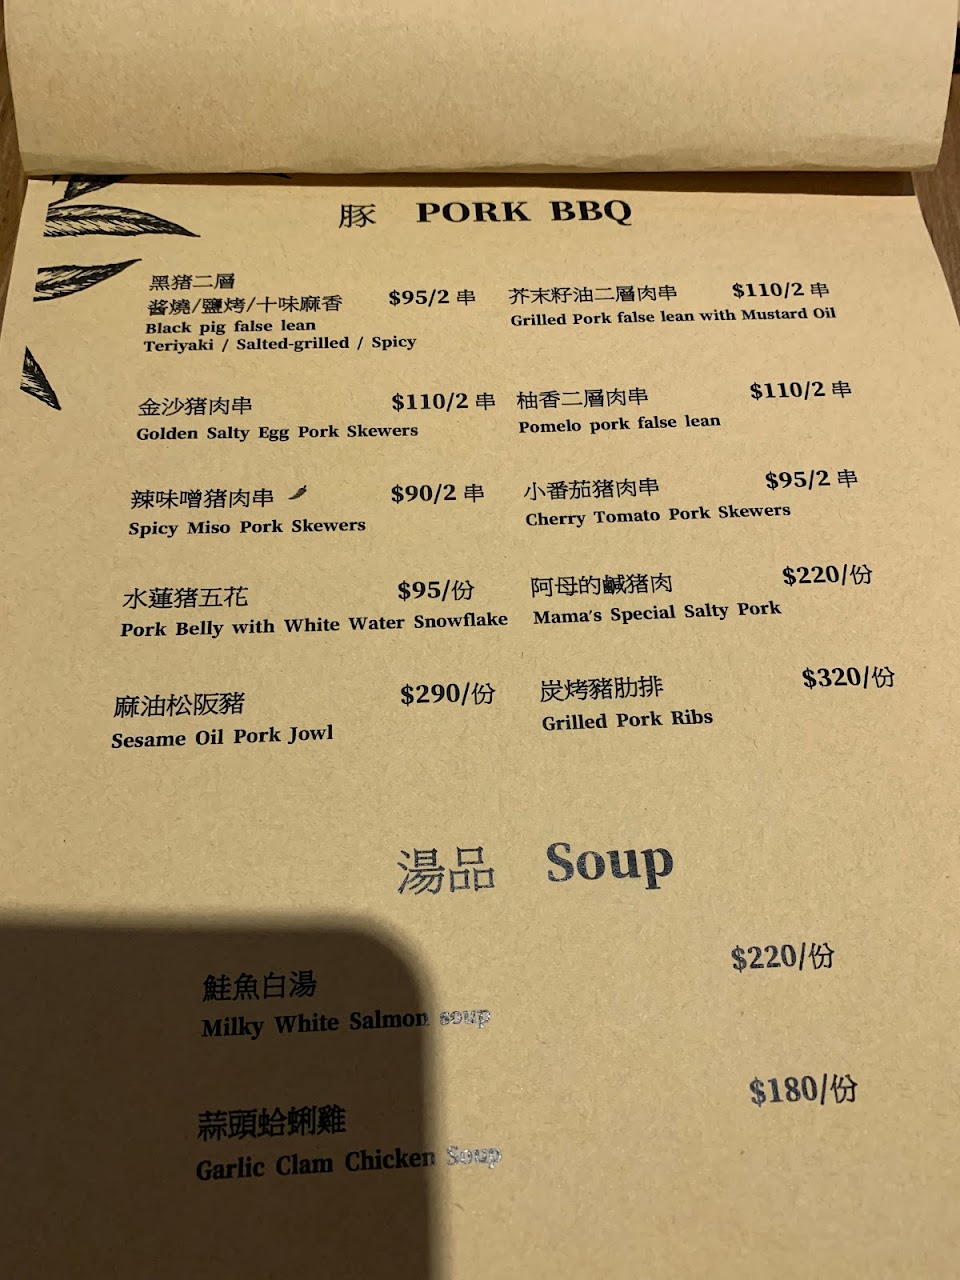 豚 PORK BBQ
黑猪二層
醬燒/鹽烤/十味麻香 $95/2 串
Black pig false lean
Teriyaki / Salted-grilled / Spicy
芥末籽油二層肉串 $110/2 串
Grilled Pork false lean with Mustard Oil
金沙猪肉串 $110/2 串
Golden Salty Egg Pork Skewers
柚香二層肉串 $110/2 串
Pomelo pork false lean
辣味噌猪肉串 $90/2 串
Spicy Miso Pork Skewers
小番茄猪肉串 $95/2 串
Cherry Tomato Pork Skewers
水蓮猪五花 $95/份
Pork Belly with White Water Snowflake
阿母的鹹猪肉 $220/份
Mama's Special Salty Pork
麻油松阪豬 $290/份
Sesame Oil Pork Jowl
炭烤豬肋排 $320/份
Grilled Pork Ribs
湯品 Soup
鮭魚白湯 $220/份
Milky White Salmon soup
蒜頭蛤蜊雞 $180/份
Garlic Clam Chicken Soup